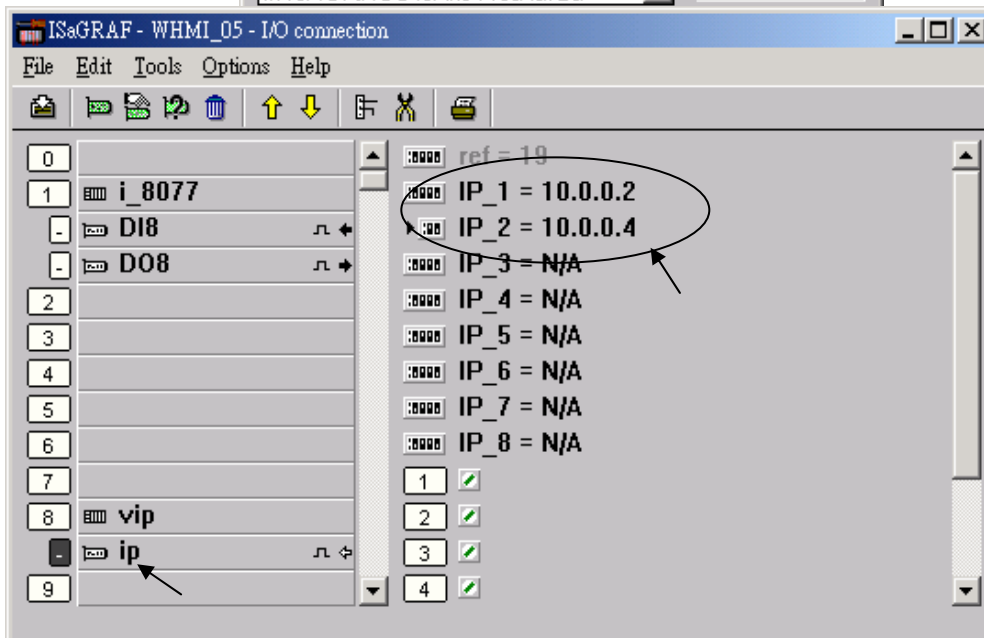 ISaGRAF - WHMI_05 - I/O connection
File Edit Tools Options Help
0
1 i_8077
- DI8
- DO8
2
3
4
5
6
7
8 vip
- ip
9
ref = 19
IP_1 = 10.0.0.2
IP_2 = 10.0.0.4
IP_3 = N/A
IP_4 = N/A
IP_5 = N/A
IP_6 = N/A
IP_7 = N/A
IP_8 = N/A
1
2
3
4